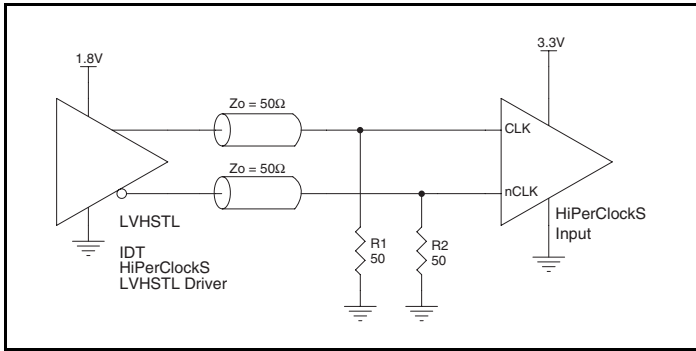 1.8V
3.3V
Zo = 50Ω
CLK
Zo = 50Ω
nCLK
LVHSTL
IDT
HiPerClockS
LVHSTL Driver
R1
50
R2
50
HiPerClockS
Input